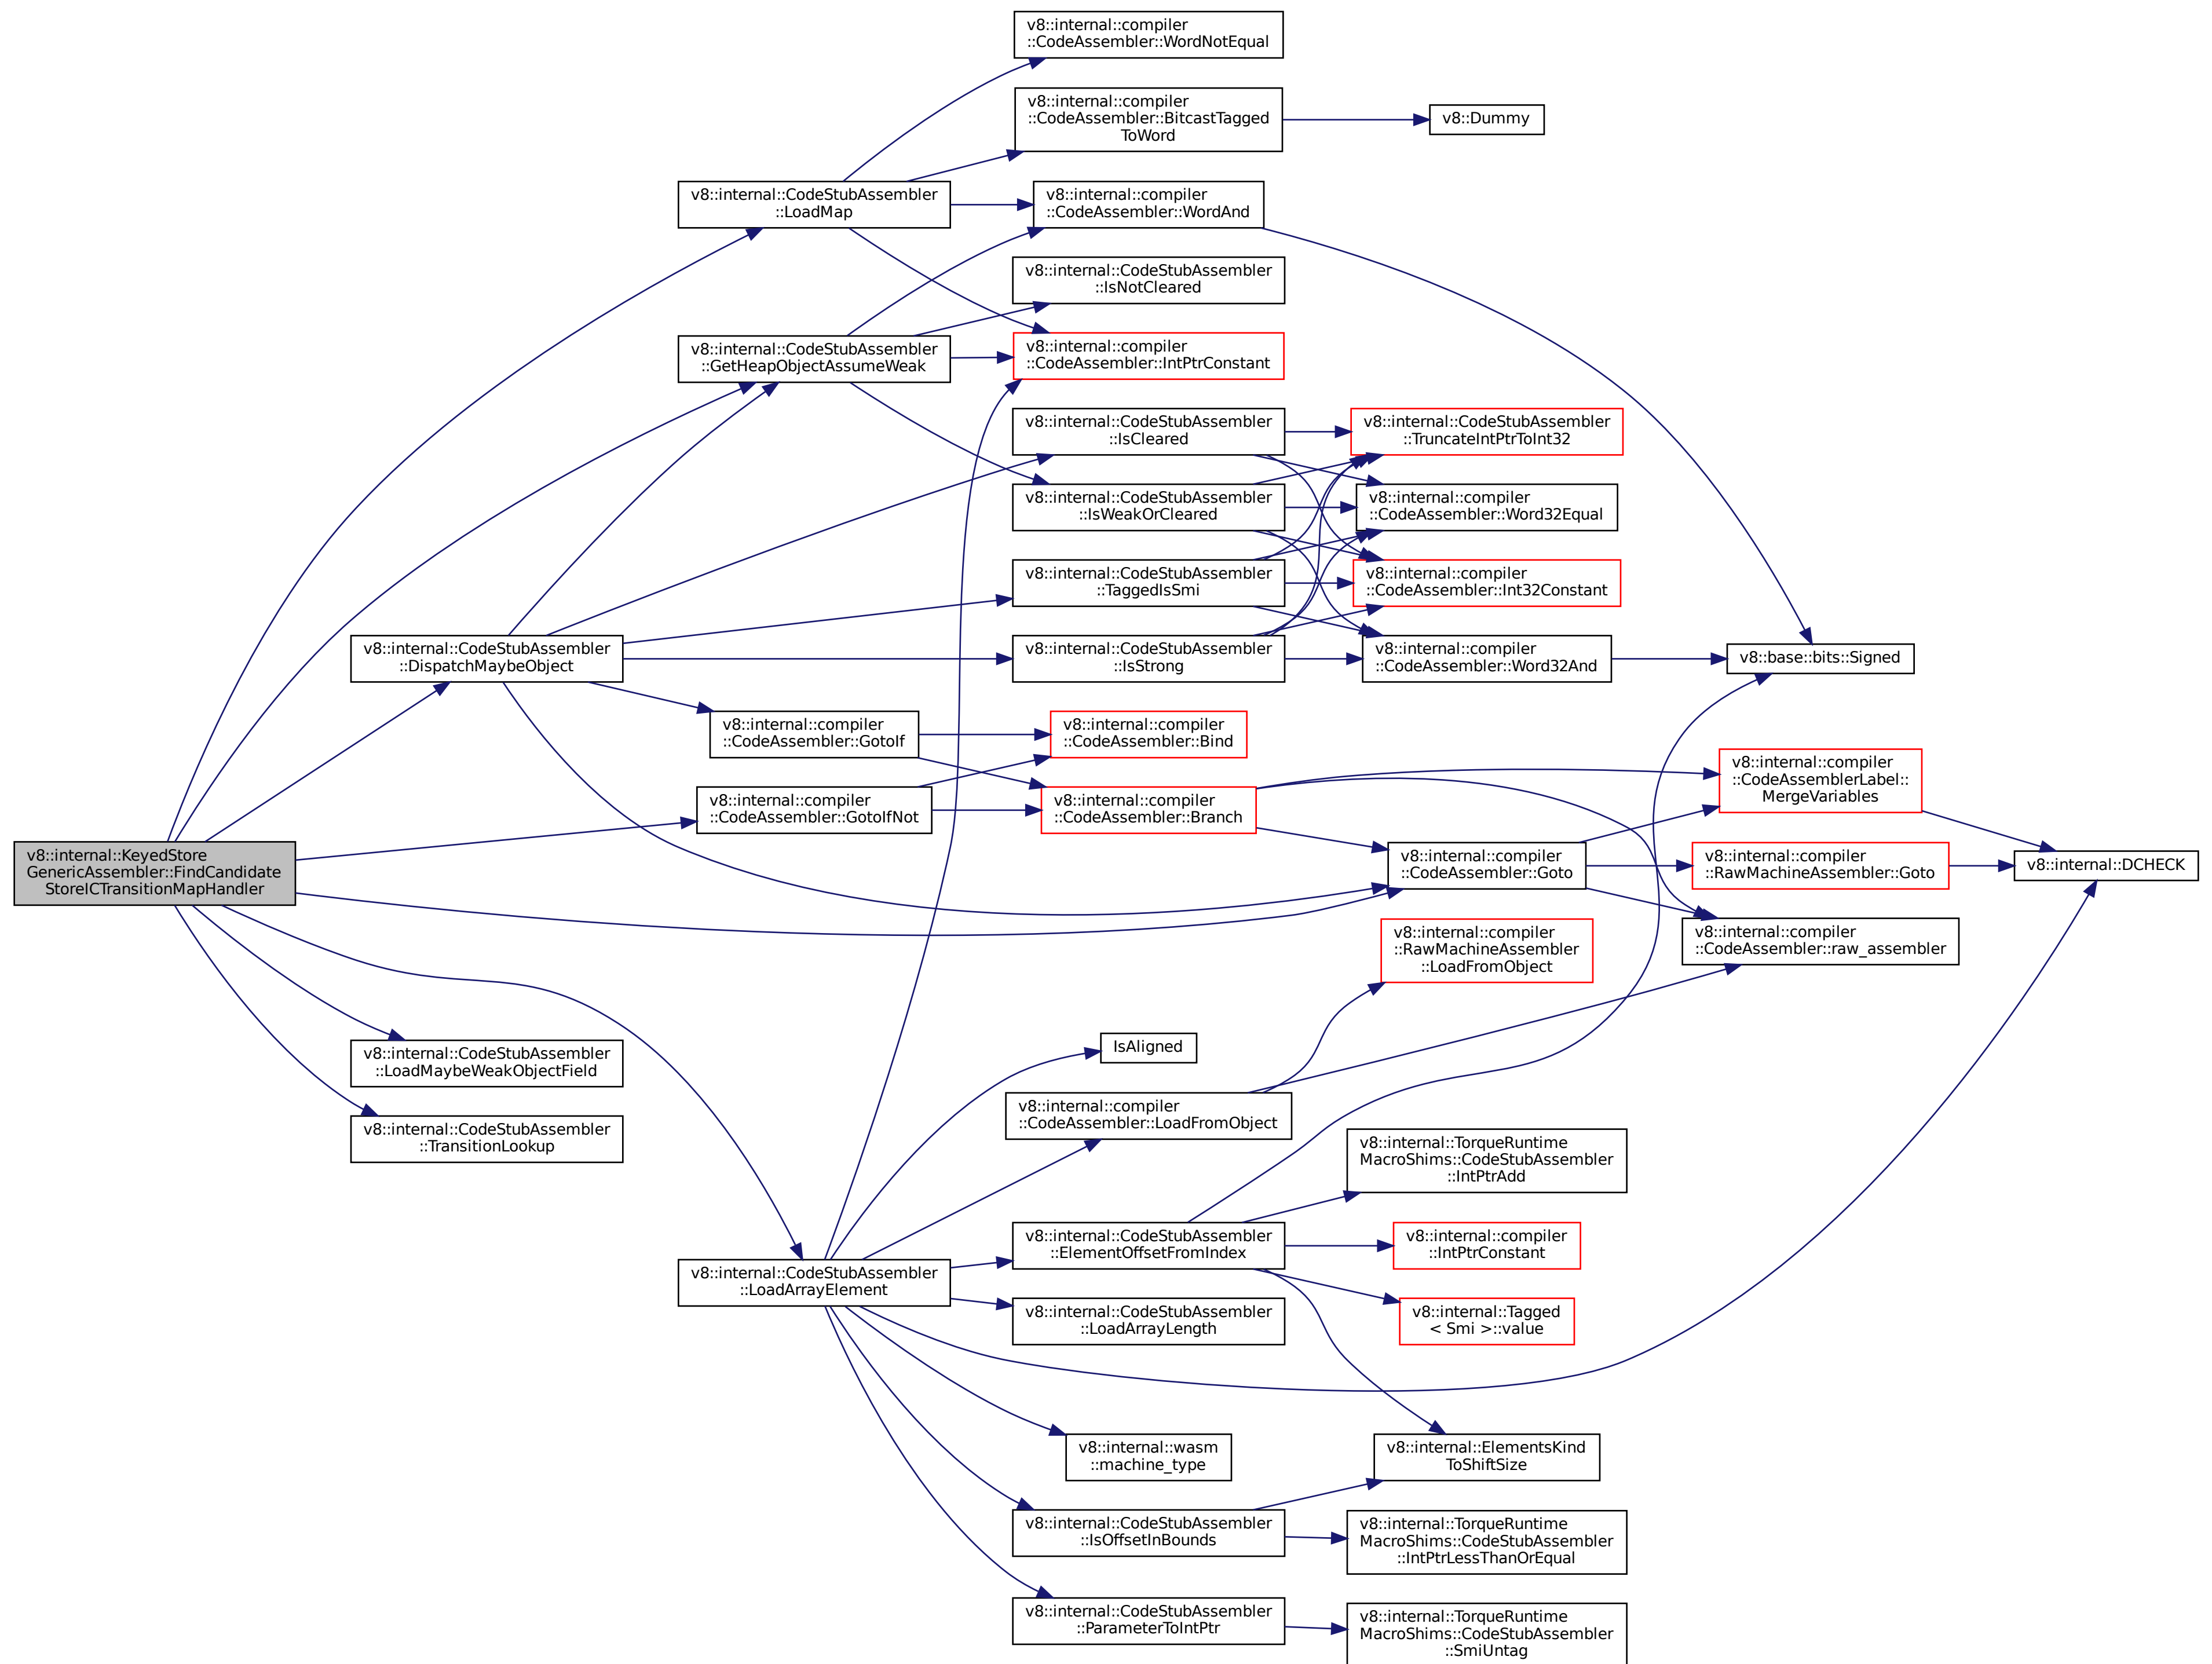 v8::internal::KeyedStore
GenericAssembler::FindCandidate
StoreICTransitionMapHandler
v8::internal::CodeStubAssembler
::DispatchMaybeObject
v8::internal::CodeStubAssembler
::LoadMaybeWeakObjectField
v8::internal::CodeStubAssembler
::TransitionLookup
v8::internal::CodeStubAssembler
::LoadMap
v8::internal::CodeStubAssembler
::GetHeapObjectAssumeWeak
v8::internal::compiler
::CodeAssembler::GotoIf
v8::internal::compiler
::CodeAssembler::GotoIfNot
v8::internal::CodeStubAssembler
::LoadArrayElement
v8::internal::compiler
::CodeAssembler::WordNotEqual
v8::internal::compiler
::CodeAssembler::BitcastTagged
ToWord
v8::internal::compiler
::CodeAssembler::WordAnd
v8::internal::CodeStubAssembler
::IsNotCleared
v8::internal::compiler
::CodeAssembler::IntPtrConstant
v8::internal::CodeStubAssembler
::IsCleared
v8::internal::CodeStubAssembler
::IsWeakOrCleared
v8::internal::CodeStubAssembler
::TaggedIsSmi
v8::internal::CodeStubAssembler
::IsStrong
v8::internal::compiler
::CodeAssembler::Bind
v8::internal::compiler
::CodeAssembler::Branch
IsAligned
v8::internal::compiler
::CodeAssembler::LoadFromObject
v8::internal::CodeStubAssembler
::ElementOffsetFromIndex
v8::internal::CodeStubAssembler
::LoadArrayLength
v8::internal::wasm
::machine_type
v8::internal::CodeStubAssembler
::IsOffsetInBounds
v8::internal::CodeStubAssembler
::ParameterToIntPtr
v8::Dummy
v8::internal::CodeStubAssembler
::TruncateIntPtrToInt32
v8::internal::compiler
::CodeAssembler::Word32Equal
v8::internal::compiler
::CodeAssembler::Int32Constant
v8::internal::compiler
::CodeAssembler::Word32And
v8::internal::compiler
::CodeAssembler::Goto
v8::internal::compiler
::RawMachineAssembler
::LoadFromObject
v8::internal::TorqueRuntime
MacroShims::CodeStubAssembler
::IntPtrAdd
v8::internal::compiler
::IntPtrConstant
v8::internal::Tagged
< Smi >::value
v8::internal::ElementsKind
ToShiftSize
v8::internal::TorqueRuntime
MacroShims::CodeStubAssembler
::IntPtrLessThanOrEqual
v8::internal::TorqueRuntime
MacroShims::CodeStubAssembler
::SmiUntag
v8::base::bits::Signed
v8::internal::compiler
::CodeAssemblerLabel::
MergeVariables
v8::internal::compiler
::RawMachineAssembler::Goto
v8::internal::compiler
::CodeAssembler::raw_assembler
v8::internal::DCHECK